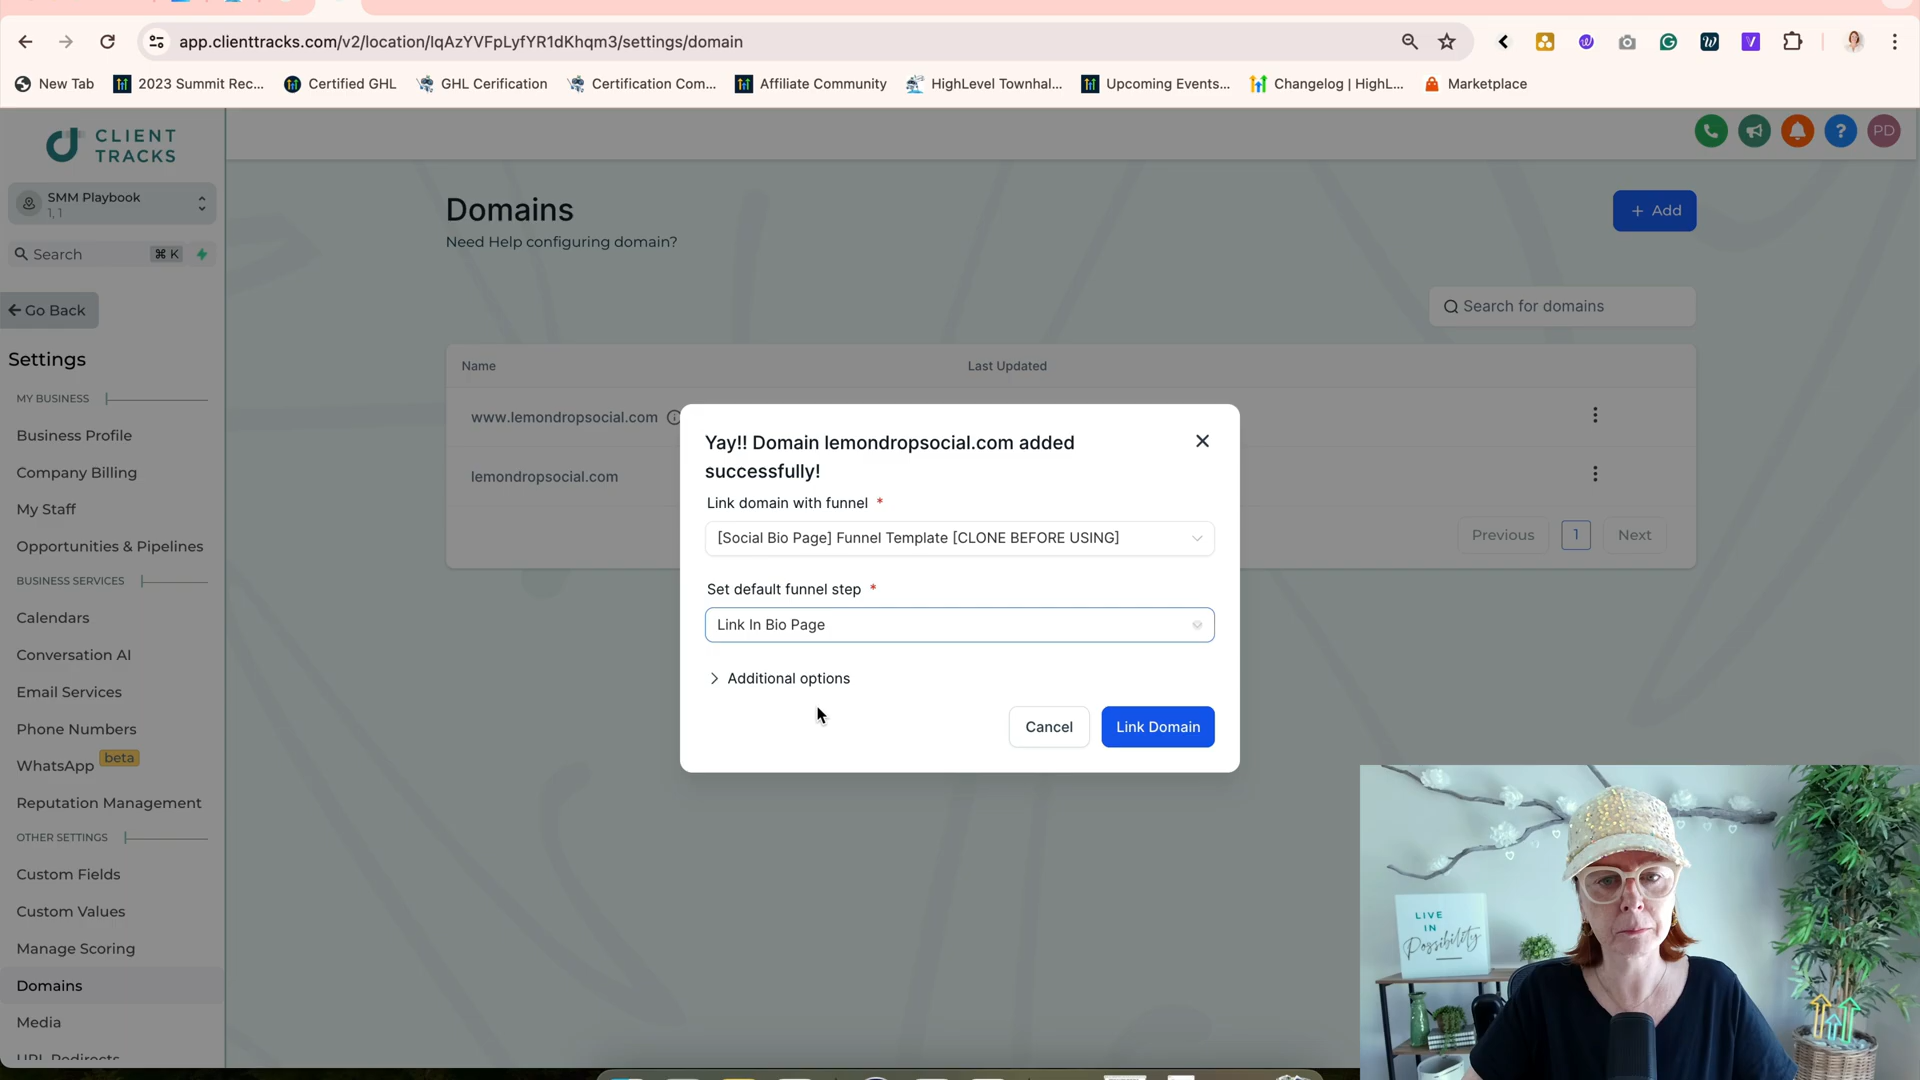 app.clienttracks.com/v2/location/IqAzYVFpLyfYR1dKhqm3/settings/domain
New Tab
2023 Summit Rec...
Certified GHL
GHL Cerification
Certification Com...
Affiliate Community
HighLevel Townhal...
Upcoming Events...
Changelog | HighL...
Marketplace
CLIENT
TRACKS
PD
SMM Playbook
1, 1
Search ⌘ K
Go Back
Settings
MY BUSINESS
Business Profile
Company Billing
My Staff
Opportunities & Pipelines
BUSINESS SERVICES
Calendars
Conversation AI
Email Services
Phone Numbers
WhatsApp beta
Reputation Management
OTHER SETTINGS
Custom Fields
Custom Values
Manage Scoring
Domains
Media
URL Redirects
Domains
Need Help configuring domain?
+ Add
Search for domains
Name Last Updated
www.lemondropsocial.com
lemondropsocial.com
Previous 1 Next
Yay!! Domain lemondropsocial.com added
successfully!
Link domain with funnel *
[Social Bio Page] Funnel Template [CLONE BEFORE USING]
Set default funnel step *
Link In Bio Page
Additional options
Cancel Link Domain
LIVE
IN
Possibility